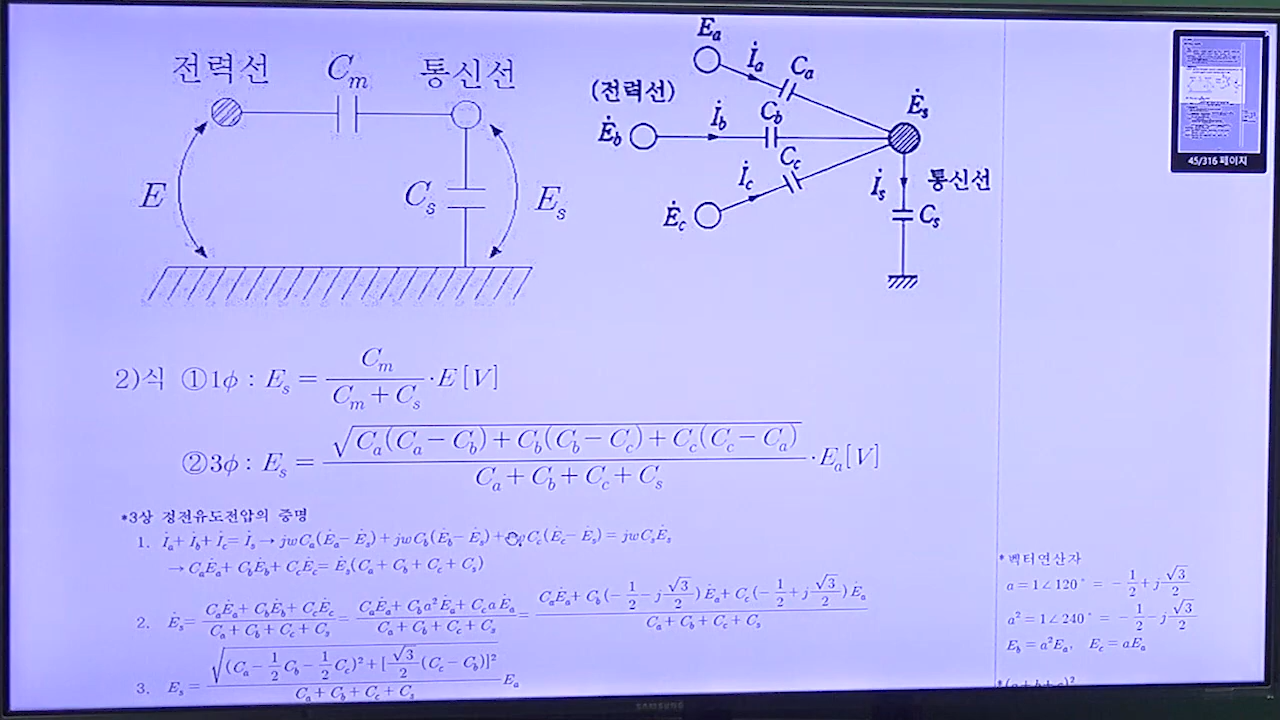 전력선 C_m 통신선
E C_s E_s
E_a
İ_a C_a
(전력선) C_b Ė_s
Ė_b İ_b
C_c
İ_c İ_s 통신선
Ė_c C_s
45/316 페이지
2)식 ①1ϕ : E_s = C_m / (C_m + C_s) · E [V]
②3ϕ : E_s = √(C_a(C_a − C_b) + C_b(C_b − C_c) + C_c(C_c − C_a)) / (C_a + C_b + C_c + C_s) · E_a [V]
*3상 정전유도전압의 증명
1. İ_a + İ_b + İ_c = İ_s → jwC_a(Ė_a − Ė_s) + jwC_b(Ė_b − Ė_s) + C_c(Ė_c − Ė_s) = jwC_sĖ_s
→ C_aĖ_a + C_bĖ_b + C_cĖ_c = Ė_s(C_a + C_b + C_c + C_s)
2. Ė_s = (C_aĖ_a + C_bĖ_b + C_cĖ_c) / (C_a + C_b + C_c + C_s) = (C_aĖ_a + C_ba²Ė_a + C_caĖ_a) / (C_a + C_b + C_c + C_s) = (C_aĖ_a + C_b(−1/2 − j√3/2)Ė_a + C_c(−1/2 + j√3/2)Ė_a) / (C_a + C_b + C_c + C_s)
3. E_s = √((C_a − 1/2 C_b − 1/2 C_c)² + [√3/2 (C_c − C_b)]²) / (C_a + C_b + C_c + C_s) E_a
*벡터연산자
a = 1∠120° = −1/2 + j√3/2
a² = 1∠240° = −1/2 − j√3/2
E_b = a²E_a, E_c = aE_a
*(a+b+c)²
SAMSUNG